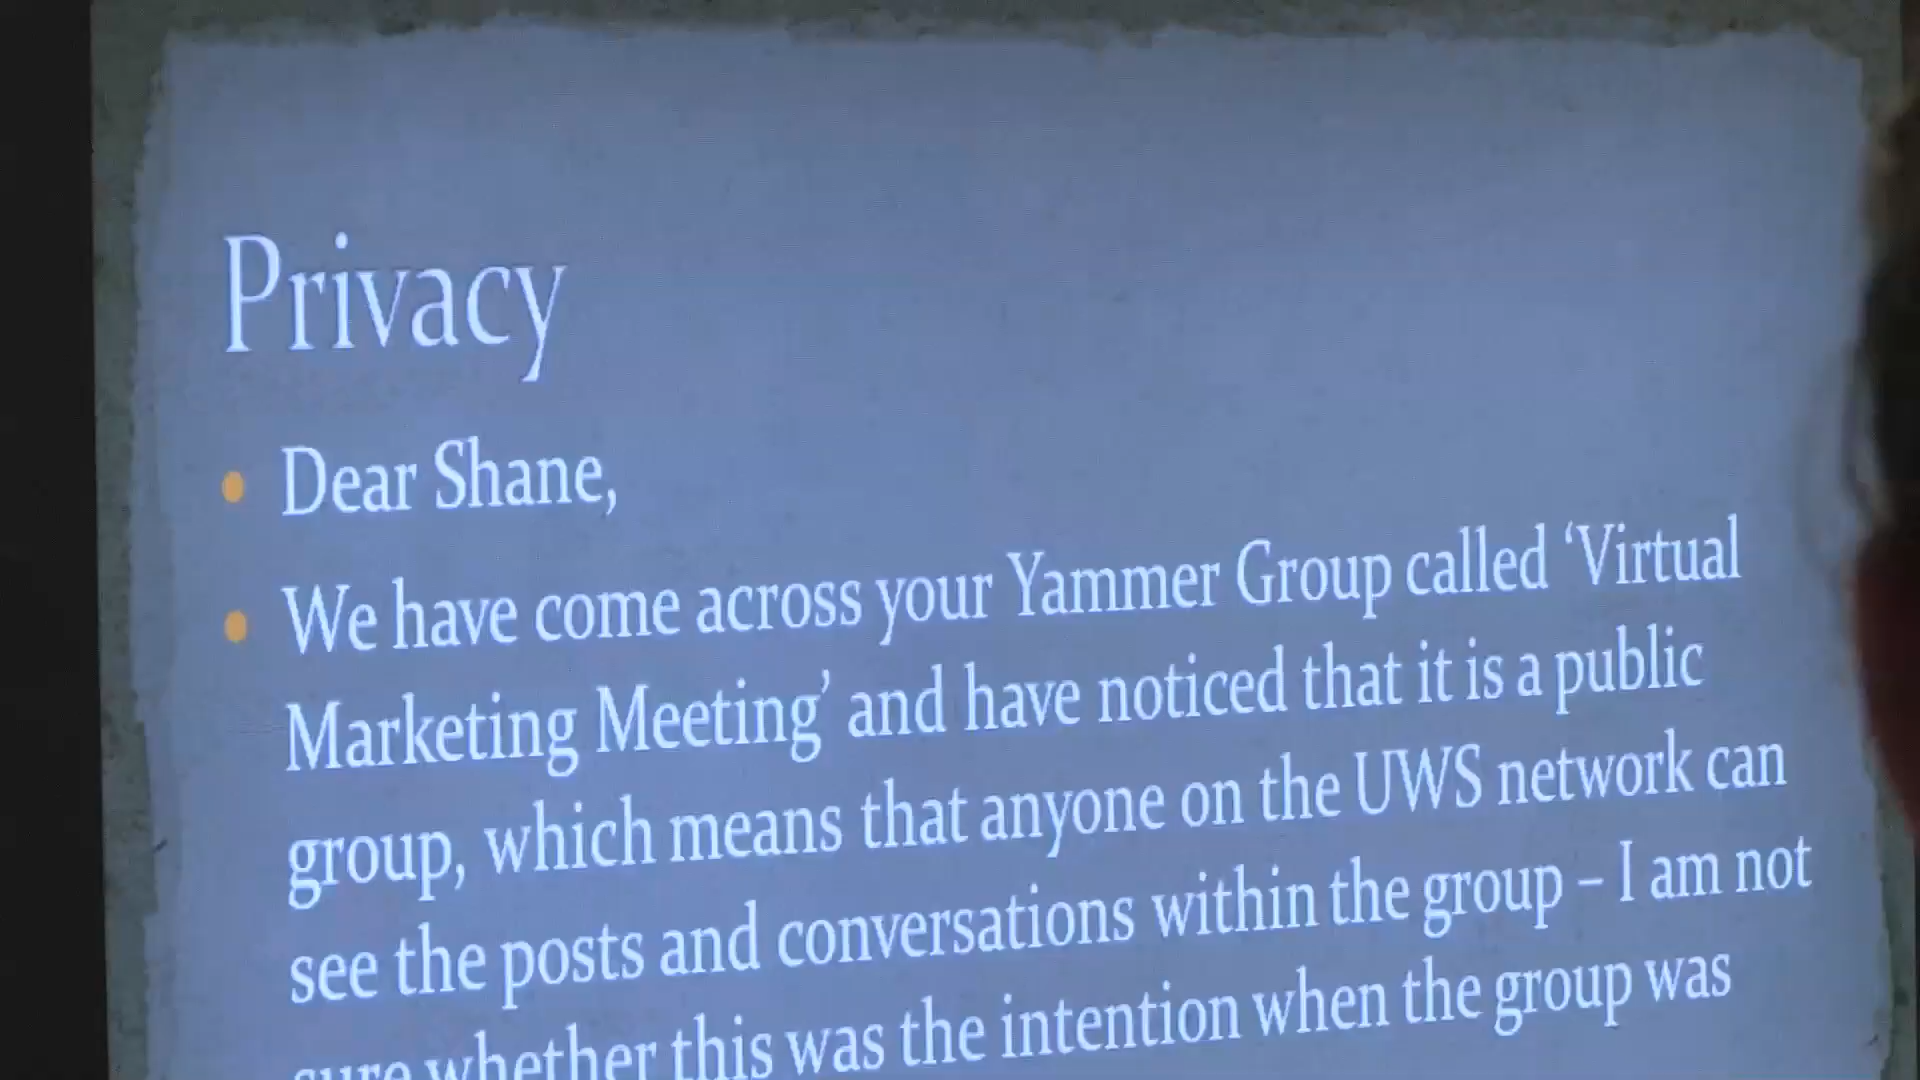 Privacy
• Dear Shane,
• We have come across your Yammer Group called ‘Virtual
Marketing Meeting’ and have noticed that it is a public
group, which means that anyone on the UWS network can
see the posts and conversations within the group – I am not
sure whether this was the intention when the group was